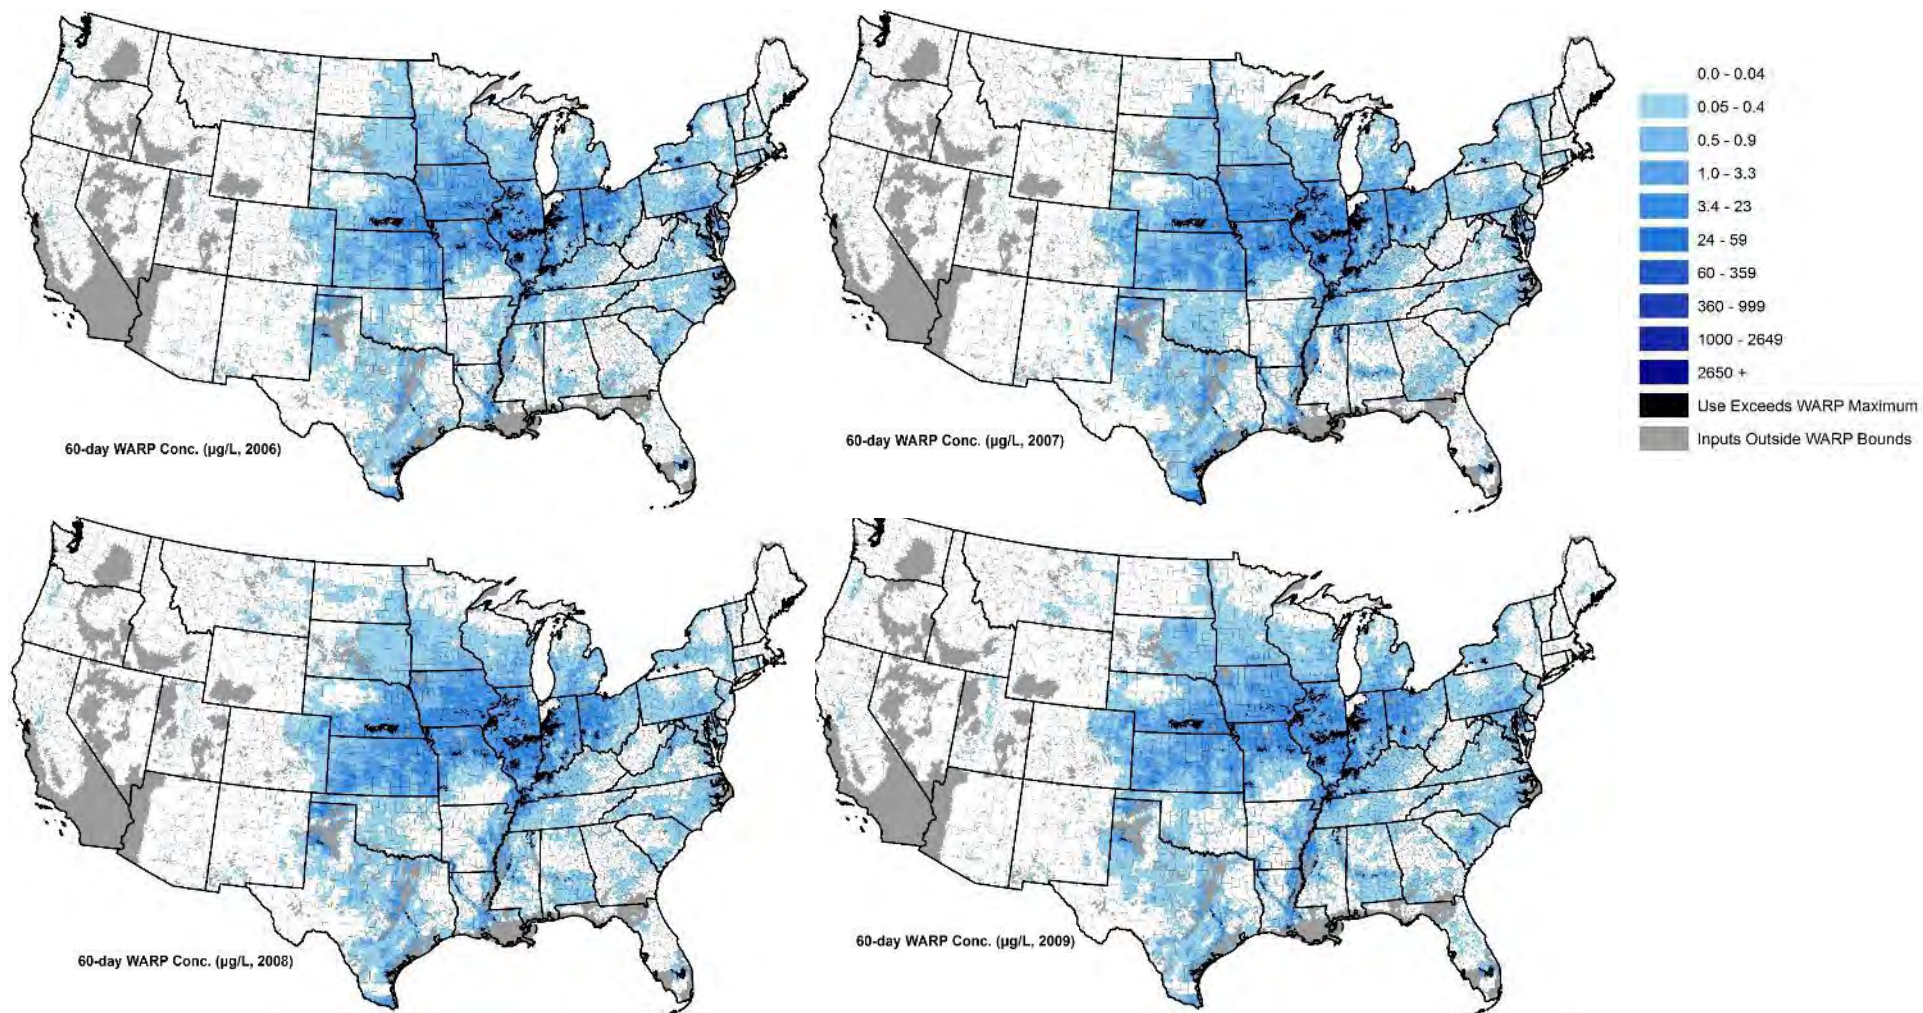 0.0 - 0.04
0.05 - 0.4
0.5 - 0.9
1.0 - 3.3
3.4 - 23
24 - 59
60 - 359
360 - 999
1000 - 2649
2650 +
Use Exceeds WARP Maximum
Inputs Outside WARP Bounds
60-day WARP Conc. (µg/L, 2006)
60-day WARP Conc. (µg/L, 2007)
60-day WARP Conc. (µg/L, 2008)
60-day WARP Conc. (µg/L, 2009)